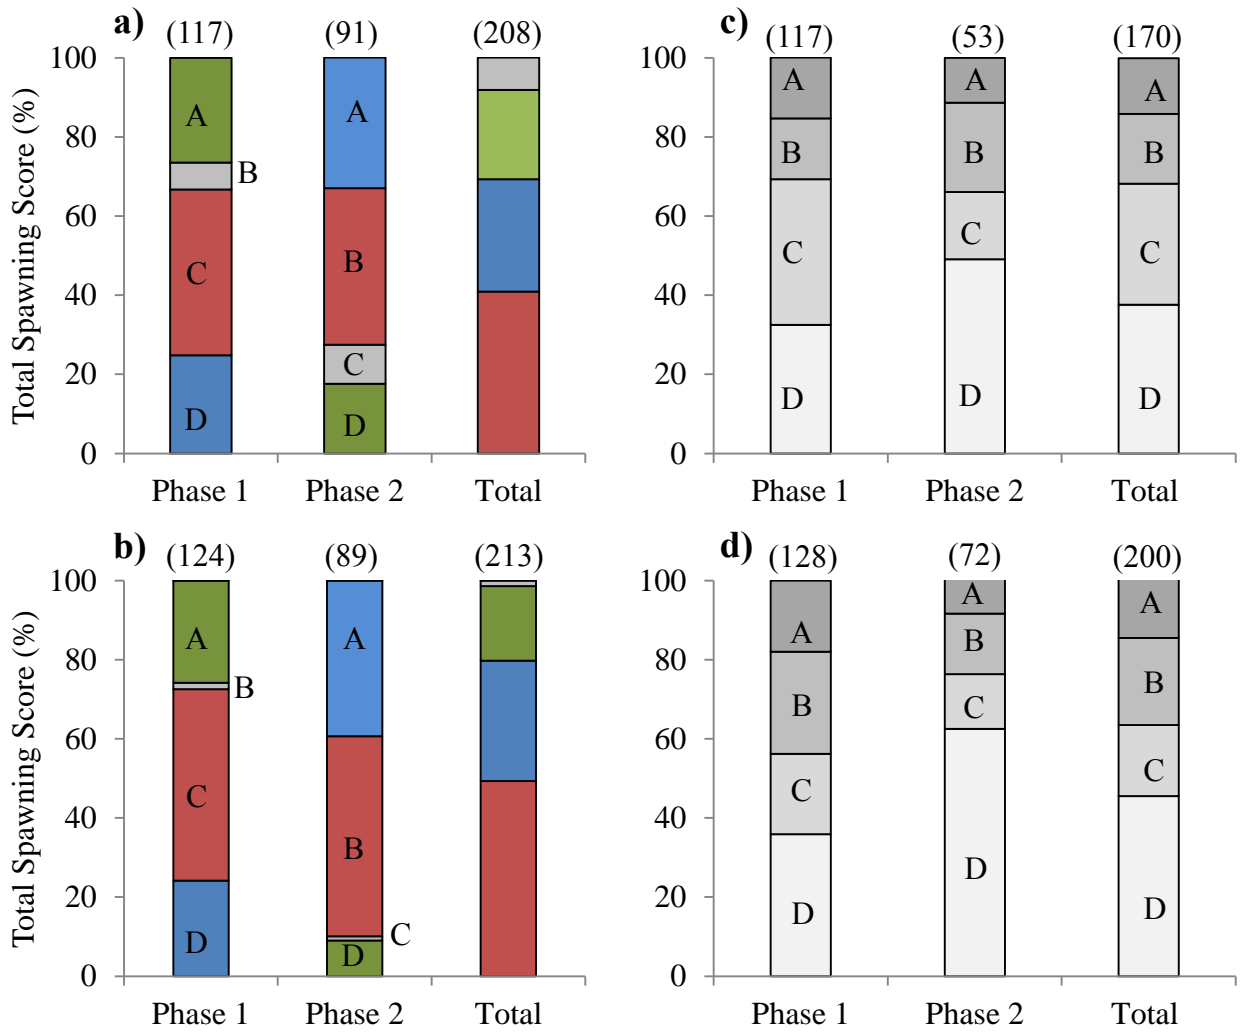 a)
(117) (91) (208)
Total Spawning Score (%)
100
80
60
40
20
0
A
B
C
D
A
B
C
D
Phase 1 Phase 2 Total
c)
(117) (53) (170)
100
80
60
40
20
0
A
B
C
D
A
B
C
D
A
B
C
D
Phase 1 Phase 2 Total
b)
(124) (89) (213)
Total Spawning Score (%)
100
80
60
40
20
0
A
B
C
D
A
B
C
D
Phase 1 Phase 2 Total
d)
(128) (72) (200)
100
80
60
40
20
0
A
B
C
D
A
B
C
D
A
B
C
D
Phase 1 Phase 2 Total